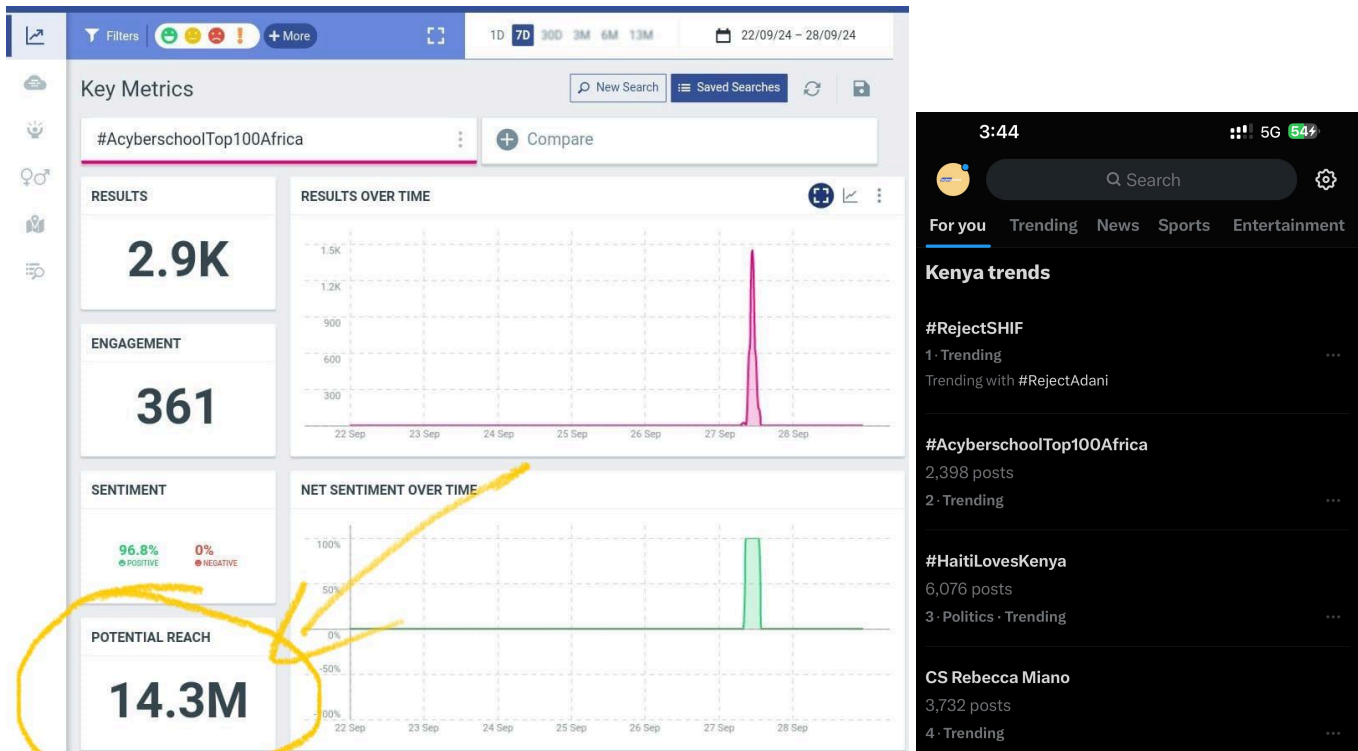 Filters
+ More
1D 7D 30D 3M 6M 13M
22/09/24 – 28/09/24
Key Metrics
New Search
Saved Searches
#AcyberschoolTop100Africa
Compare
RESULTS
2.9K
RESULTS OVER TIME
1.5K
1.2K
900
600
300
22 Sep 23 Sep 24 Sep 25 Sep 26 Sep 27 Sep 28 Sep
ENGAGEMENT
361
SENTIMENT
96.8% 0%
POSITIVE NEGATIVE
NET SENTIMENT OVER TIME
100%
50%
0%
-50%
22 Sep 23 Sep 24 Sep 25 Sep 26 Sep 27 Sep 28 Sep
POTENTIAL REACH
14.3M
3:44
5G 54
Search
For you Trending News Sports Entertainment
Kenya trends
#RejectSHIF
1 · Trending
Trending with #RejectAdani
#AcyberschoolTop100Africa
2,398 posts
2 · Trending
#HaitiLovesKenya
6,076 posts
3 · Politics · Trending
CS Rebecca Miano
3,732 posts
4 · Trending